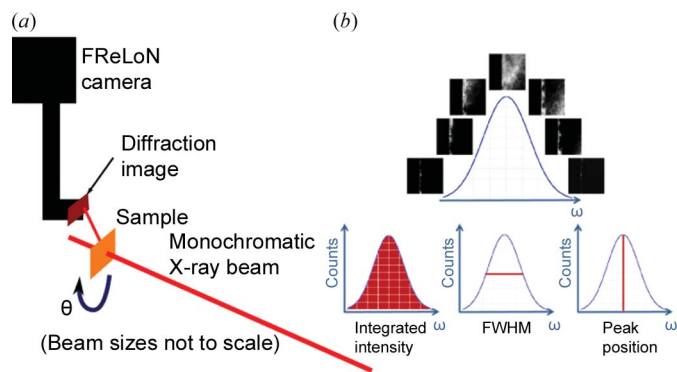 (a)
FReLoN
camera
Diffraction
image
Sample
Monochromatic
X-ray beam
θ
(Beam sizes not to scale)
(b)
ω
Counts
ω
Integrated
intensity
Counts
ω
FWHM
Counts
ω
Peak
position